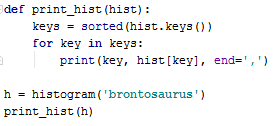 def print_hist(hist):
    keys = sorted(hist.keys())
    for key in keys:
        print(key, hist[key], end=',')

h = histogram('brontosaurus')
print_hist(h)